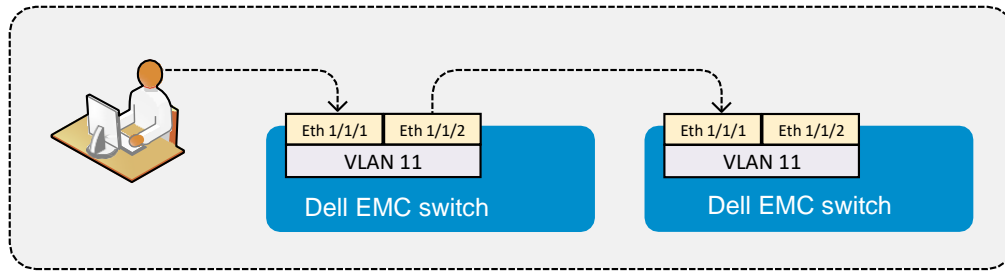 Eth 1/1/1 Eth 1/1/2
VLAN 11
Dell EMC switch
Eth 1/1/1 Eth 1/1/2
VLAN 11
Dell EMC switch